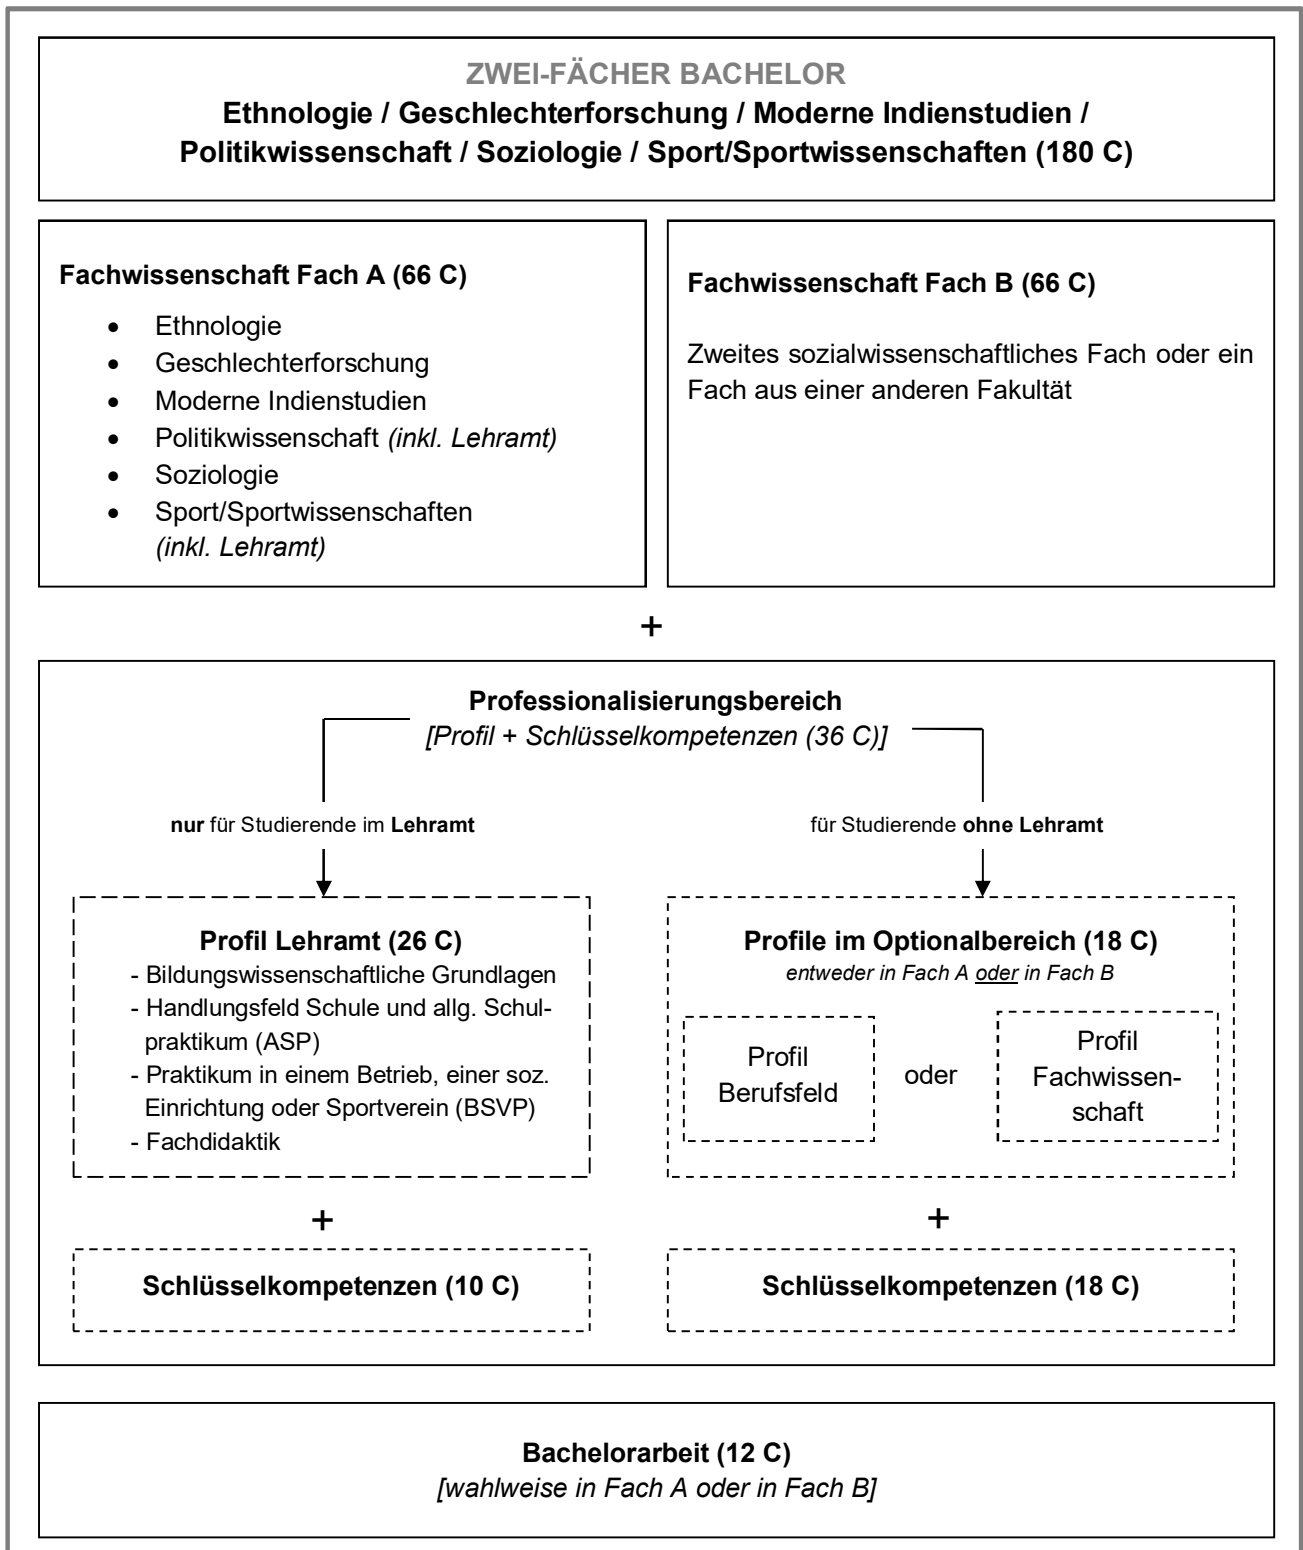 ZWEI-FÄCHER BACHELOR
Ethnologie / Geschlechterforschung / Moderne Indienstudien /
Politikwissenschaft / Soziologie / Sport/Sportwissenschaften (180 C)
Fachwissenschaft Fach A (66 C)
• Ethnologie
• Geschlechterforschung
• Moderne Indienstudien
• Politikwissenschaft (inkl. Lehramt)
• Soziologie
• Sport/Sportwissenschaften
(inkl. Lehramt)
Fachwissenschaft Fach B (66 C)
Zweites sozialwissenschaftliches Fach oder ein
Fach aus einer anderen Fakultät
+
Professionalisierungsbereich
[Profil + Schlüsselkompetenzen (36 C)]
nur für Studierende im Lehramt
für Studierende ohne Lehramt
Profil Lehramt (26 C)
- Bildungswissenschaftliche Grundlagen
- Handlungsfeld Schule und allg. Schul-
praktikum (ASP)
- Praktikum in einem Betrieb, einer soz.
Einrichtung oder Sportverein (BSVP)
- Fachdidaktik
+
Schlüsselkompetenzen (10 C)
Profile im Optionalbereich (18 C)
entweder in Fach A oder in Fach B
Profil
Berufsfeld
oder
Profil
Fachwissen-
schaft
+
Schlüsselkompetenzen (18 C)
Bachelorarbeit (12 C)
[wahlweise in Fach A oder in Fach B]